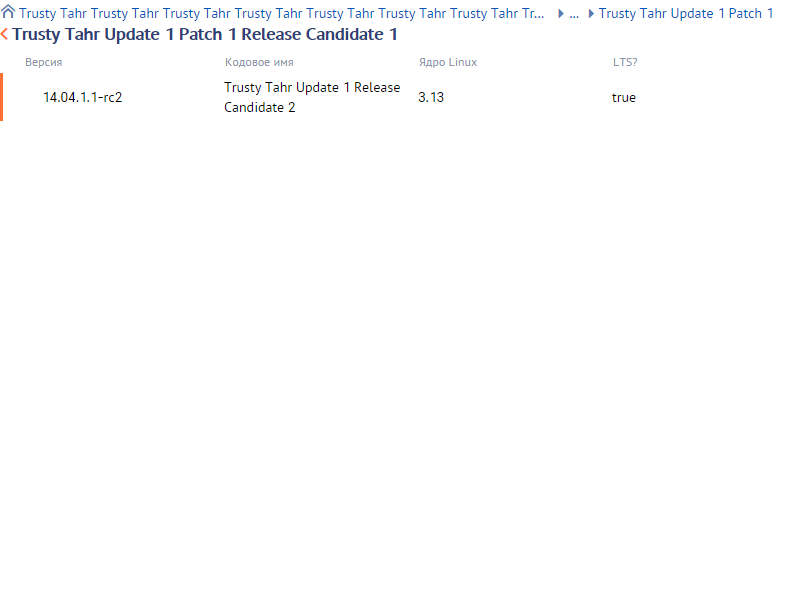 Trusty Tahr Trusty Tahr Trusty Tahr Trusty Tahr Trusty Tahr Trusty Tahr Trusty Tahr Tr... ... Trusty Tahr Update 1 Patch 1
Trusty Tahr Update 1 Patch 1 Release Candidate 1
Версия Кодовое имя Ядро Linux LTS?
14.04.1.1-rc2 Trusty Tahr Update 1 Release Candidate 2 3.13 true